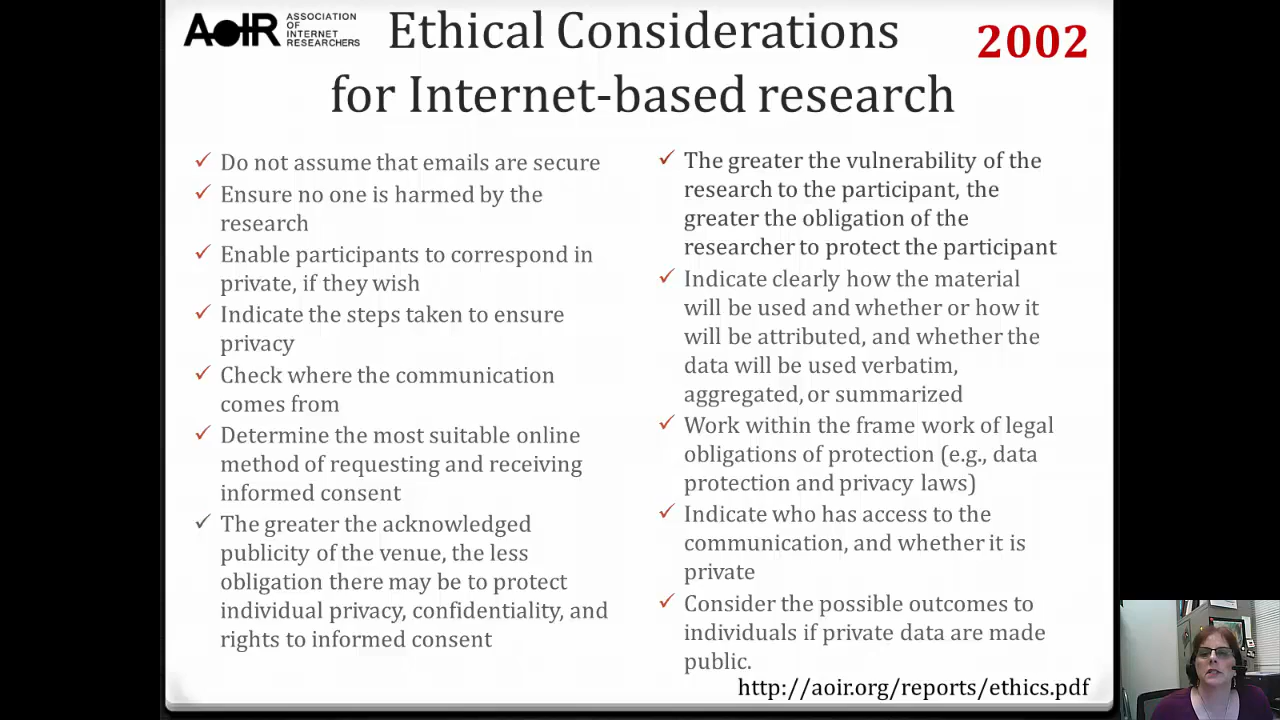 AoIR ASSOCIATION
OF
INTERNET
RESEARCHERS
Ethical Considerations
for Internet-based research
2002
✓ Do not assume that emails are secure
✓ Ensure no one is harmed by the
research
✓ Enable participants to correspond in
private, if they wish
✓ Indicate the steps taken to ensure
privacy
✓ Check where the communication
comes from
✓ Determine the most suitable online
method of requesting and receiving
informed consent
✓ The greater the acknowledged
publicity of the venue, the less
obligation there may be to protect
individual privacy, confidentiality, and
rights to informed consent
✓ The greater the vulnerability of the
research to the participant, the
greater the obligation of the
researcher to protect the participant
✓ Indicate clearly how the material
will be used and whether or how it
will be attributed, and whether the
data will be used verbatim,
aggregated, or summarized
✓ Work within the frame work of legal
obligations of protection (e.g., data
protection and privacy laws)
✓ Indicate who has access to the
communication, and whether it is
private
✓ Consider the possible outcomes to
individuals if private data are made
public.
http://aoir.org/reports/ethics.pdf